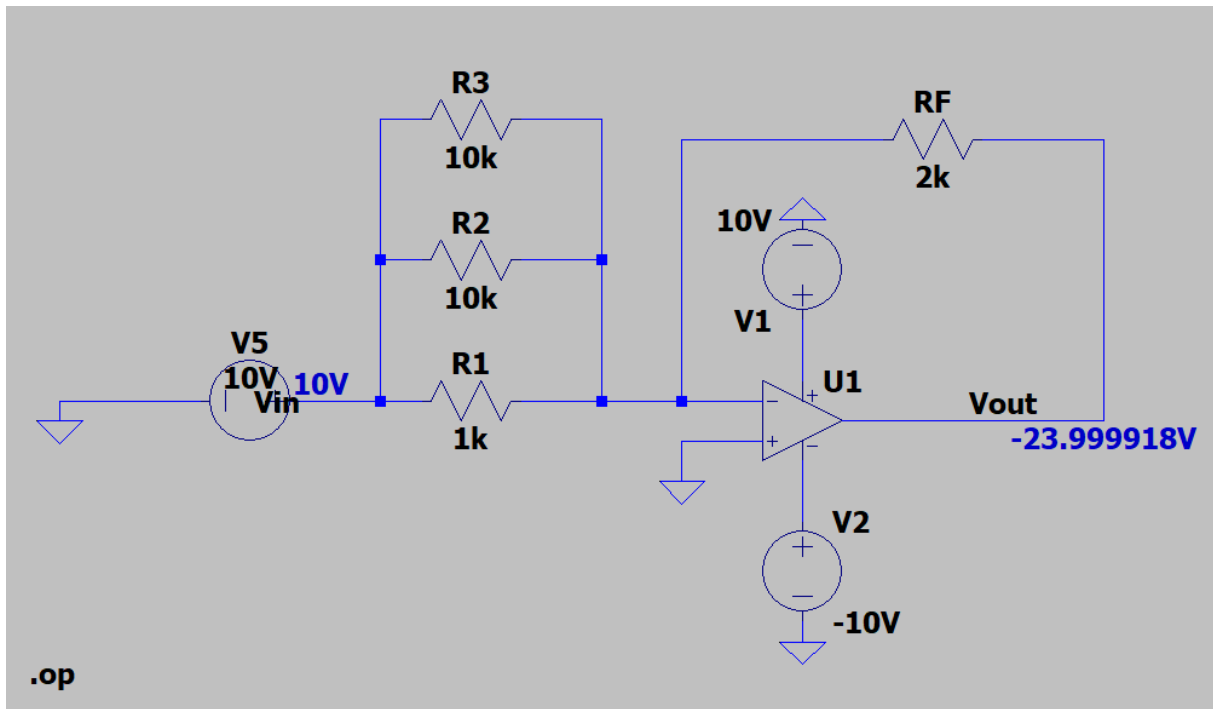 R3
10k
RF
2k
R2
10k
10V
V1
V5
10V
Vin
10V
R1
1k
U1
Vout
-23.999918V
V2
-10V
.op